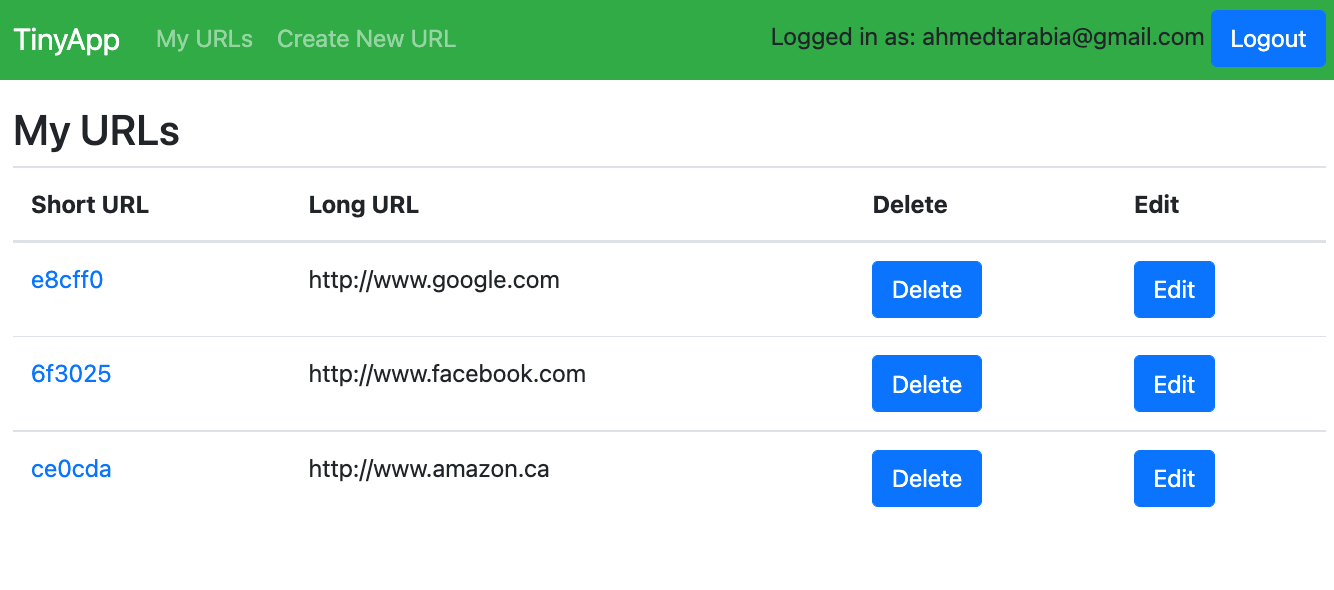 TinyApp My URLs Create New URL Logged in as: ahmedtarabia@gmail.com Logout
My URLs
Short URL Long URL Delete Edit
e8cff0 http://www.google.com Delete Edit
6f3025 http://www.facebook.com Delete Edit
ce0cda http://www.amazon.ca Delete Edit